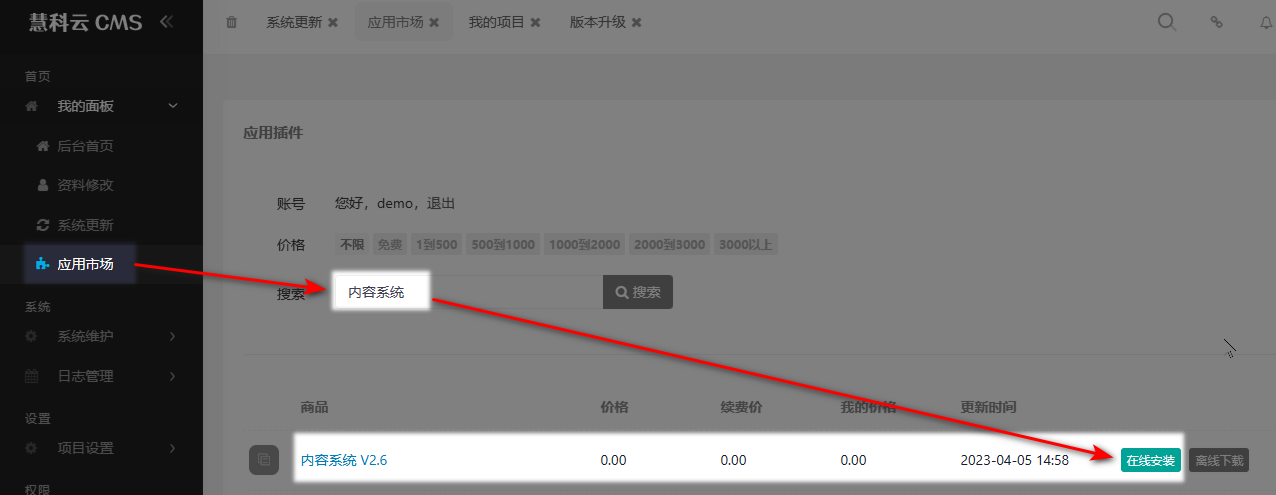 慧科云 CMS
系统更新 应用市场 我的项目 版本升级
首页
我的面板
后台首页
资料修改
系统更新
应用市场
系统
系统维护
日志管理
设置
项目设置
权限
应用插件
账号 您好，demo，退出
价格 不限 免费 1到500 500到1000 1000到2000 2000到3000 3000以上
搜索 内容系统 搜索
商品 价格 续费价 我的价格 更新时间
内容系统 V2.6 0.00 0.00 0.00 2023-04-05 14:58 在线安装 离线下载